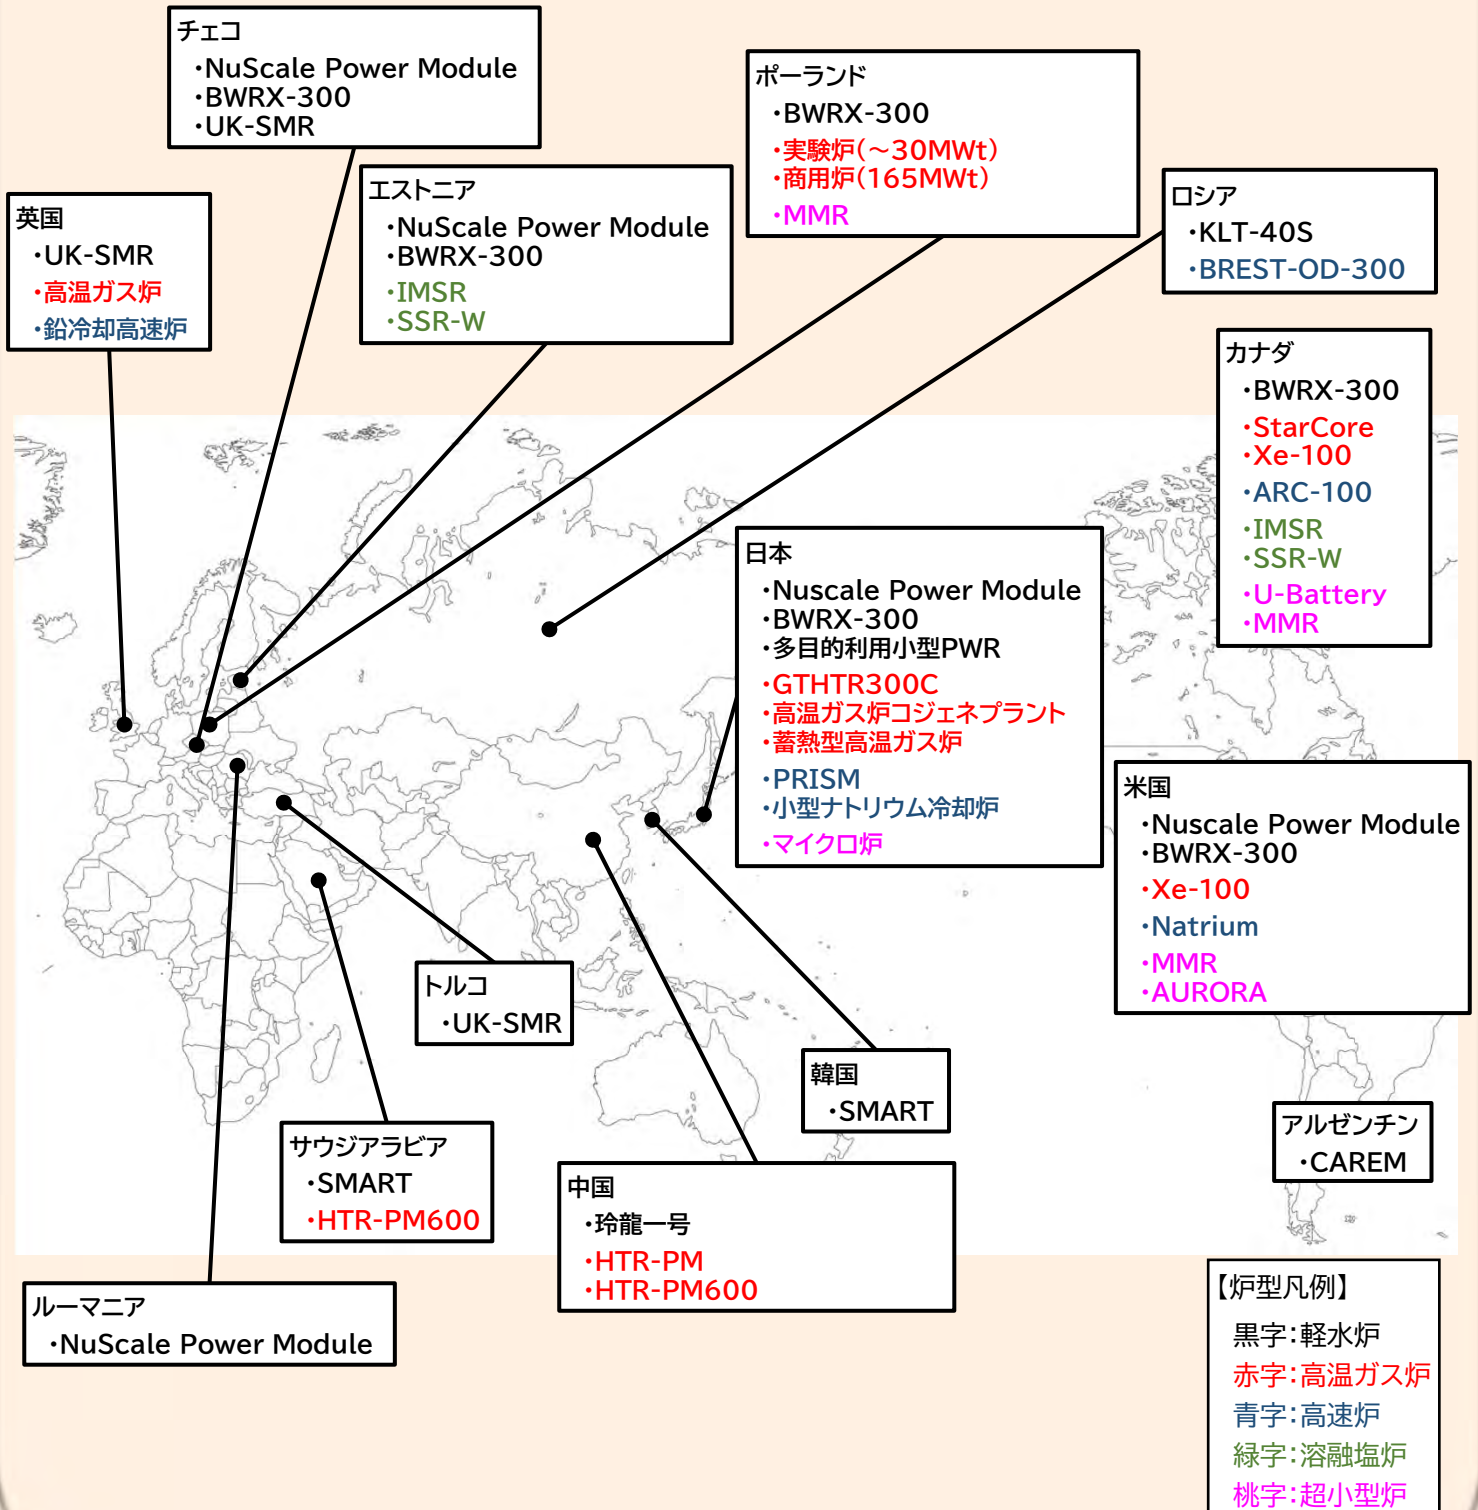 チェコ
・NuScale Power Module
・BWRX-300
・UK-SMR
ポーランド
・BWRX-300
・実験炉(～30MWt)
・商用炉(165MWt)
・MMR
エストニア
・NuScale Power Module
・BWRX-300
・IMSR
・SSR-W
ロシア
・KLT-40S
・BREST-OD-300
英国
・UK-SMR
・高温ガス炉
・鉛冷却高速炉
カナダ
・BWRX-300
・StarCore
・Xe-100
・ARC-100
・IMSR
・SSR-W
・U-Battery
・MMR
日本
・Nuscale Power Module
・BWRX-300
・多目的利用小型PWR
・GTHTR300C
・高温ガス炉コジェネプラント
・蓄熱型高温ガス炉
・PRISM
・小型ナトリウム冷却炉
・マイクロ炉
米国
・Nuscale Power Module
・BWRX-300
・Xe-100
・Natrium
・MMR
・AURORA
トルコ
・UK-SMR
韓国
・SMART
アルゼンチン
・CAREM
サウジアラビア
・SMART
・HTR-PM600
中国
・玲龍一号
・HTR-PM
・HTR-PM600
ルーマニア
・NuScale Power Module
【炉型凡例】
黒字：軽水炉
赤字：高温ガス炉
青字：高速炉
緑字：溶融塩炉
桃字：超小型炉